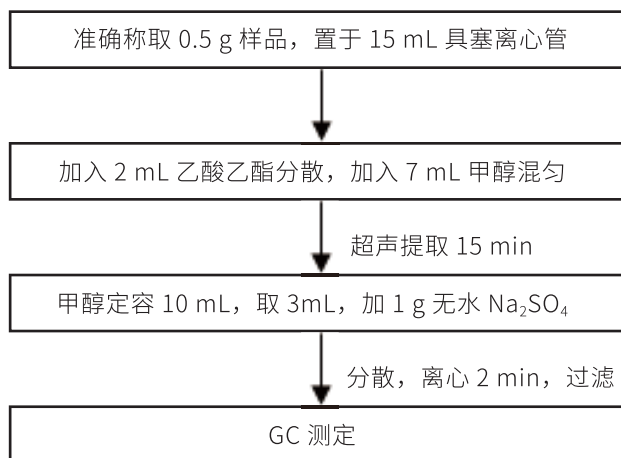 准确称取 0.5 g 样品，置于 15 mL 具塞离心管
加入 2 mL 乙酸乙酯分散，加入 7 mL 甲醇混匀
超声提取 15 min
甲醇定容 10 mL，取 3mL，加 1 g 无水 Na₂SO₄
分散，离心 2 min，过滤
GC 测定